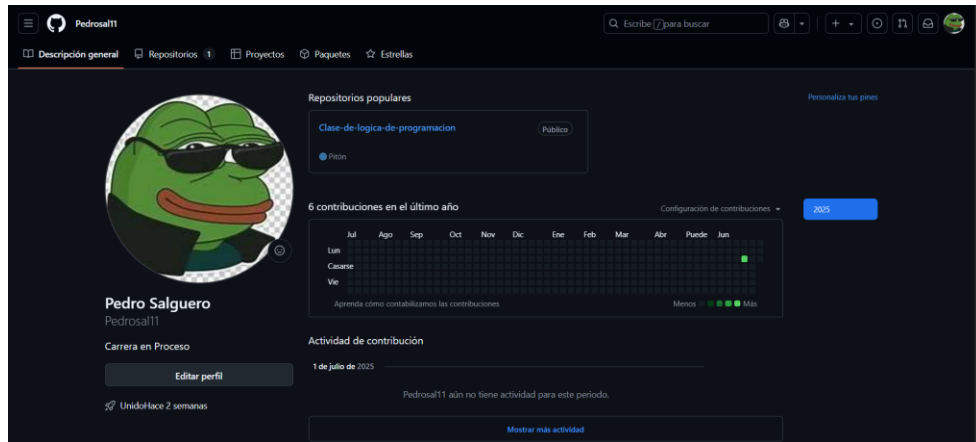 Pedrosal11
Escribe / para buscar
Descripción general Repositorios 1 Proyectos Paquetes Estrellas
Repositorios populares
Personaliza tus pines
Clase-de-logica-de-programacion Público
Pitón
6 contribuciones en el último año
Configuración de contribuciones
2025
Jul Ago Sep Oct Nov Dic Ene Feb Mar Abr Puede Jun
Lun
Casarse
Vie
Aprenda cómo contabilizamos las contribuciones
Menos Más
Pedro Salguero
Pedrosal11
Carrera en Proceso
Editar perfil
UnidoHace 2 semanas
Actividad de contribución
1 de julio de 2025
Pedrosal11 aún no tiene actividad para este periodo.
Mostrar más actividad